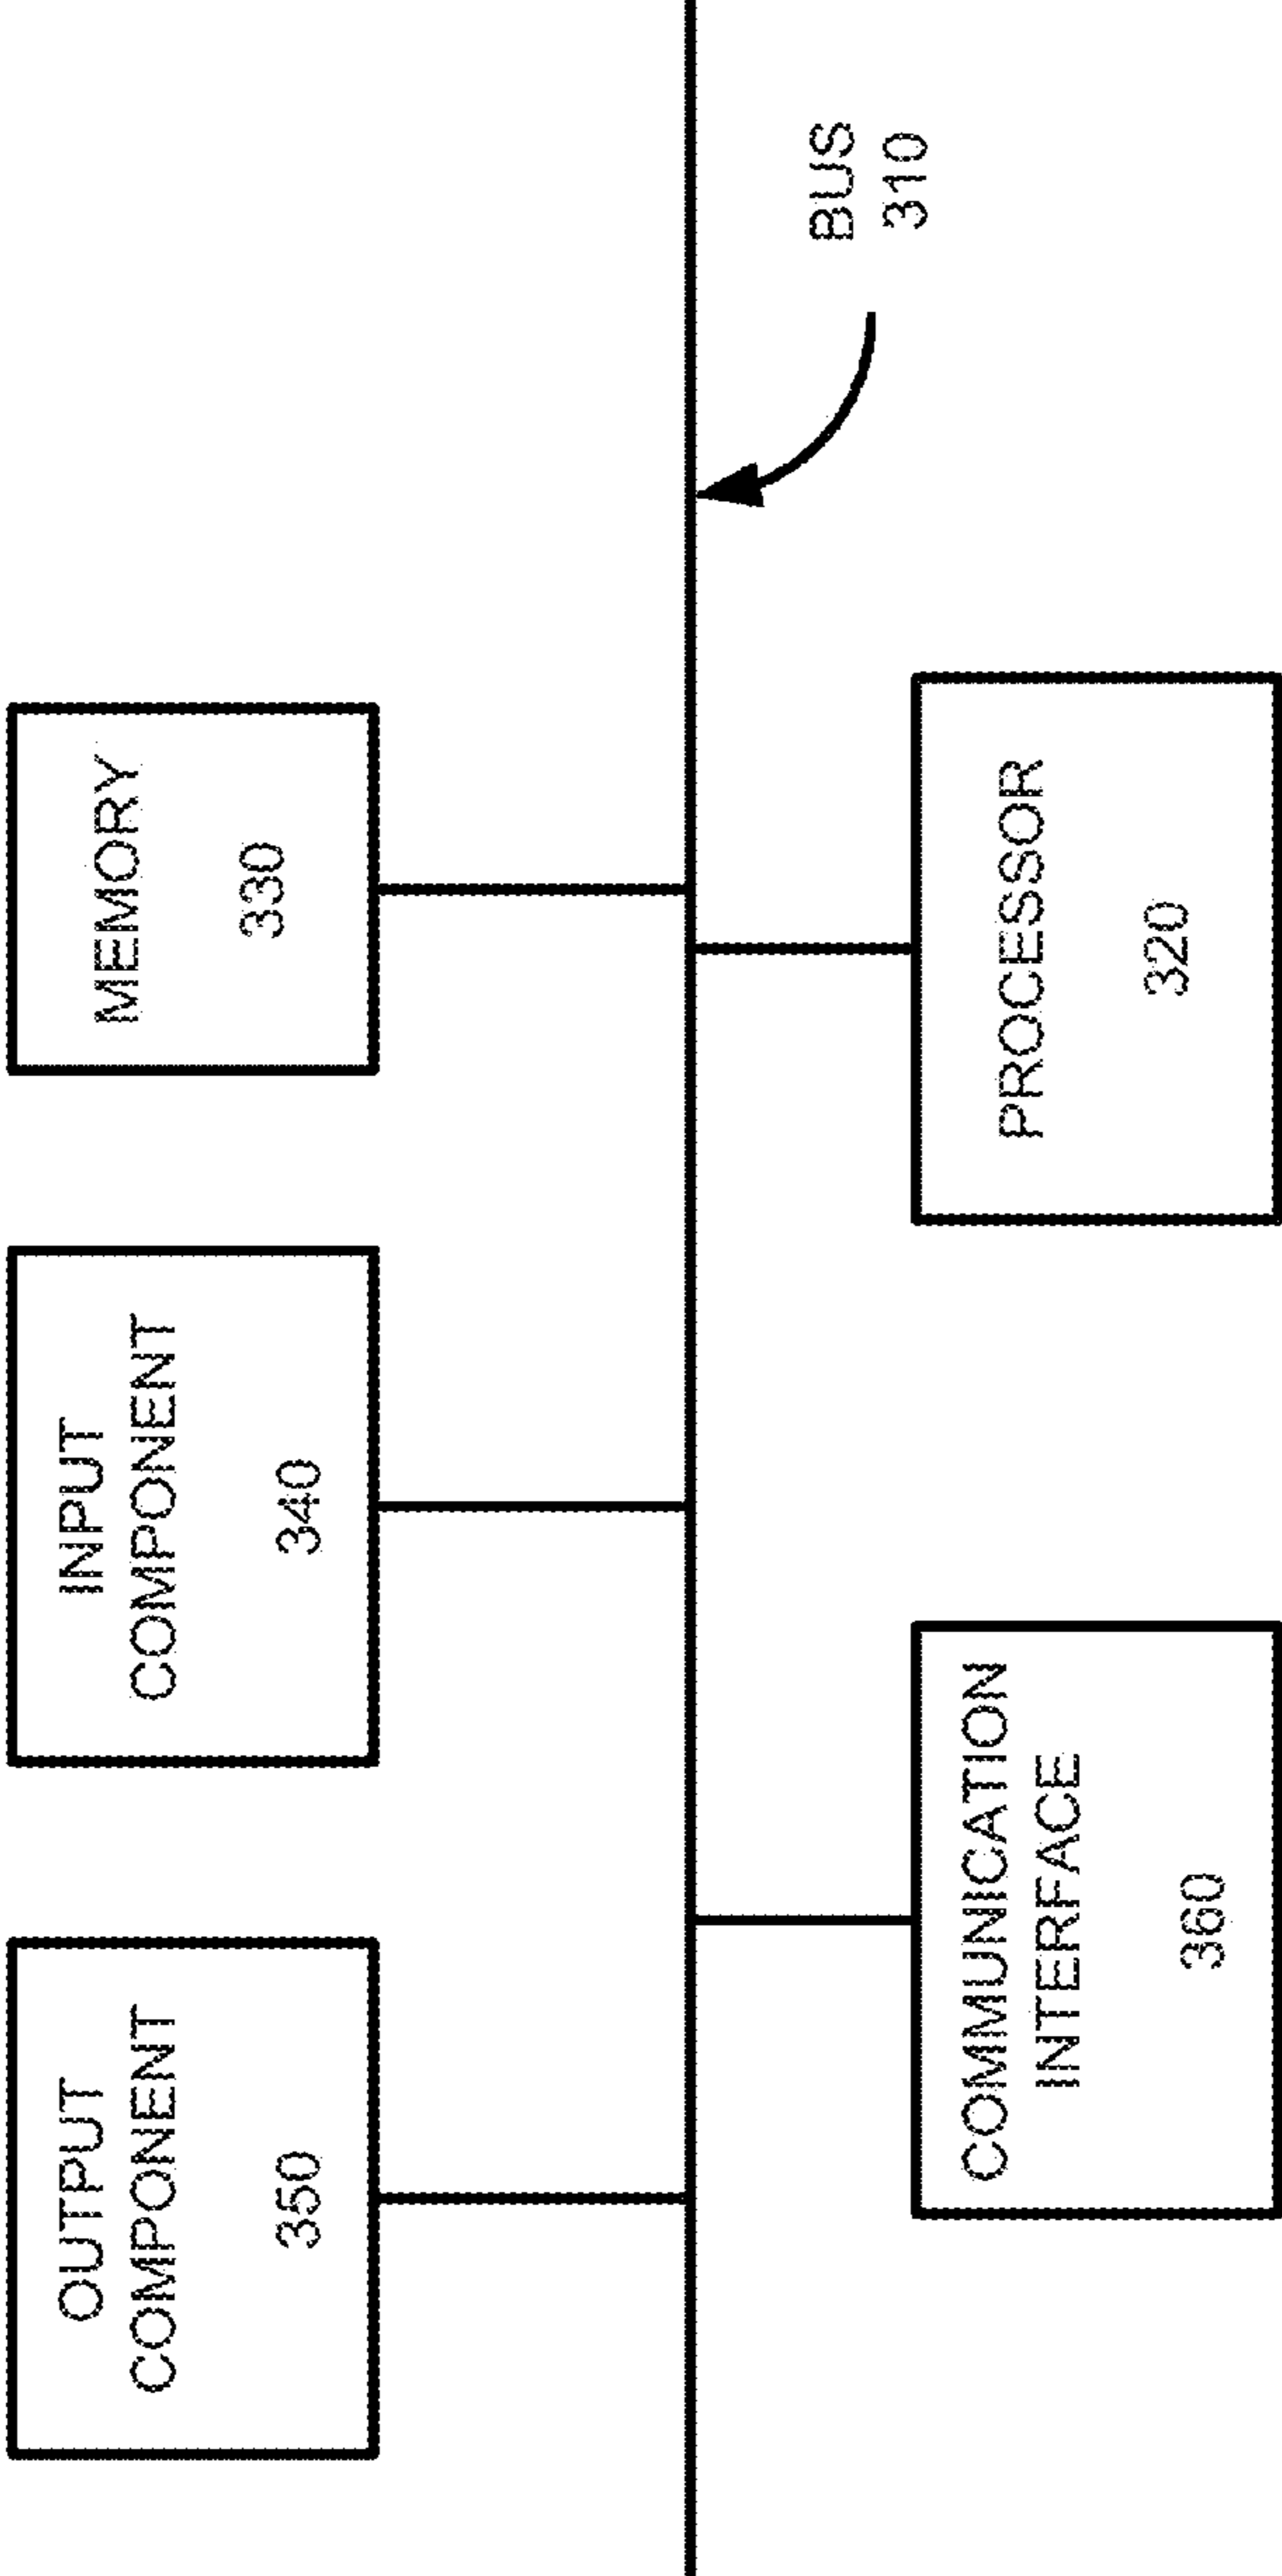 OUTPUT
COMPONENT
350
INPUT
COMPONENT
340
MEMORY
330
BUS
310
COMMUNICATION
INTERFACE
360
PROCESSOR
320